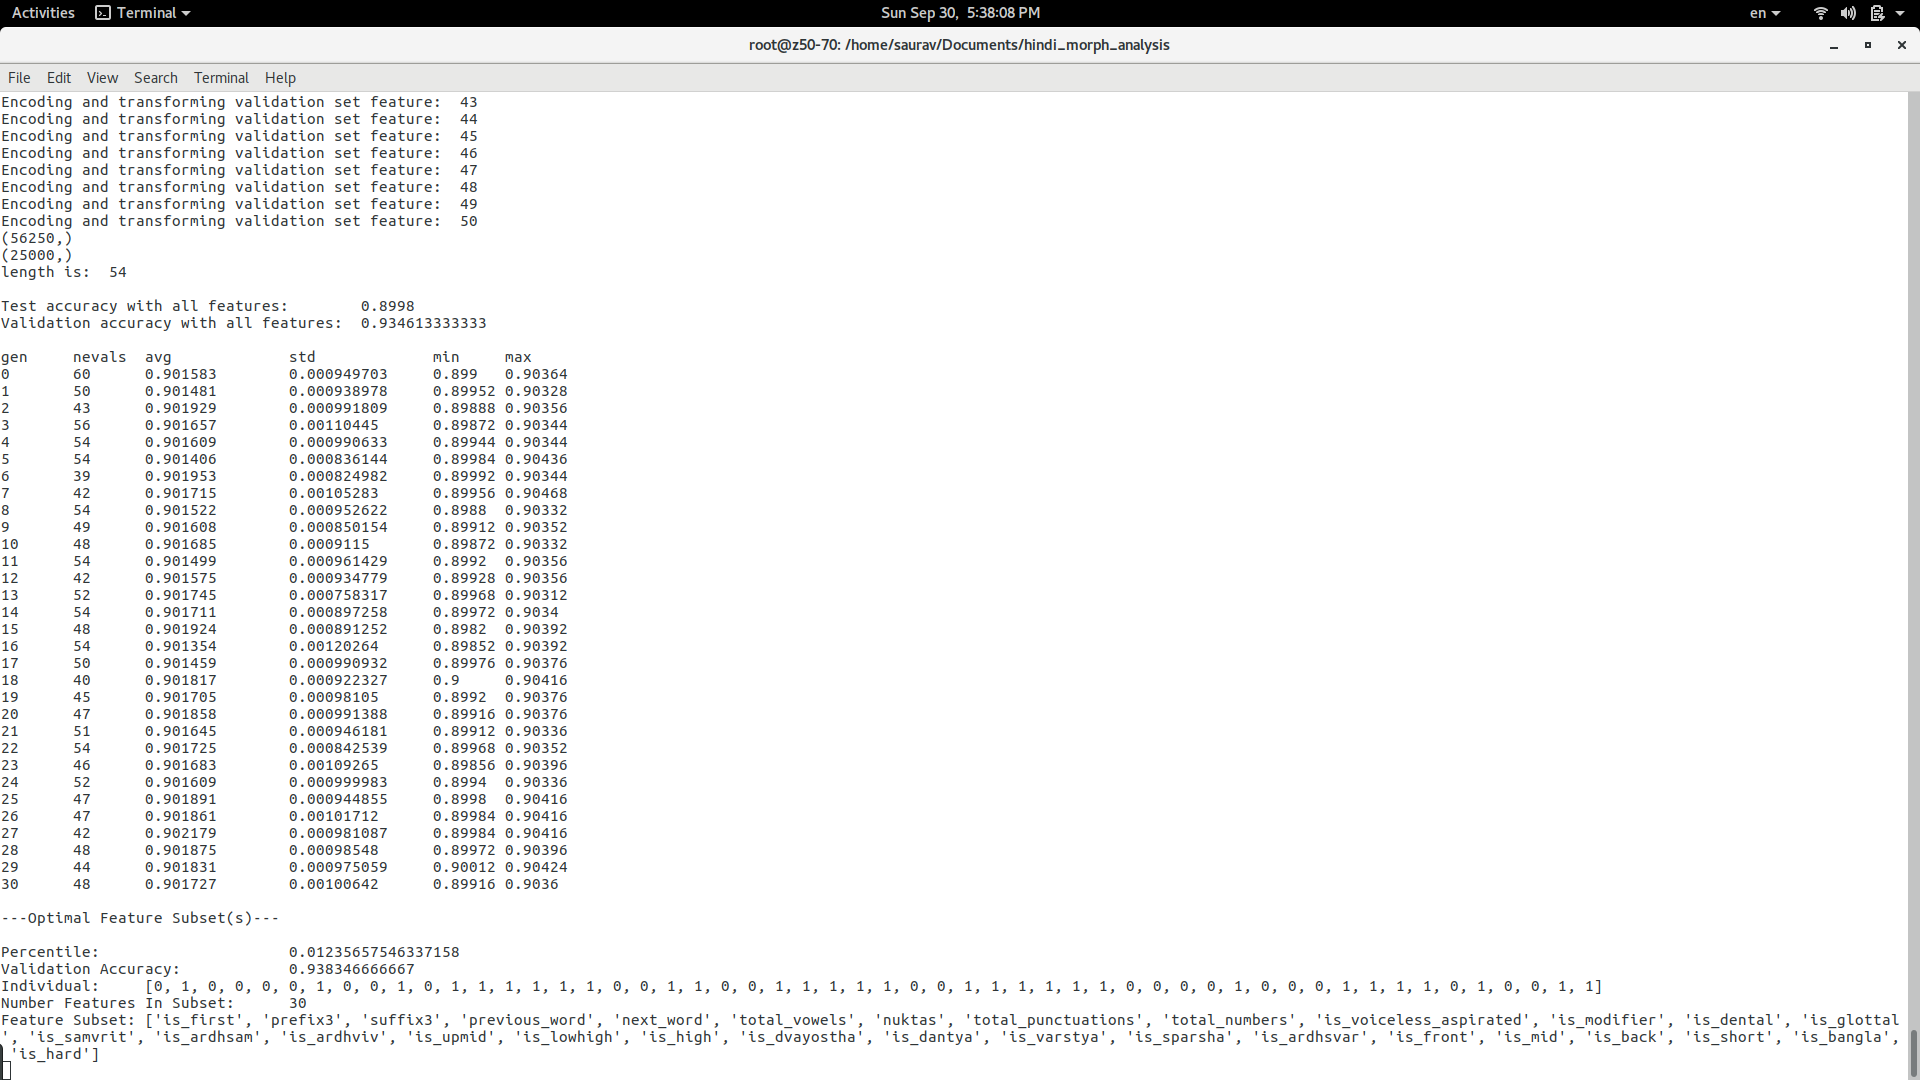 Activities Terminal Sun Sep 30, 5:38:08 PM en
root@z50-70: /home/saurav/Documents/hindi_morph_analysis
File Edit View Search Terminal Help
Encoding and transforming validation set feature:  43
Encoding and transforming validation set feature:  44
Encoding and transforming validation set feature:  45
Encoding and transforming validation set feature:  46
Encoding and transforming validation set feature:  47
Encoding and transforming validation set feature:  48
Encoding and transforming validation set feature:  49
Encoding and transforming validation set feature:  50
(56250,)
(25000,)
length is:  54
Test accuracy with all features:        0.8998
Validation accuracy with all features:  0.934613333333
gen     nevals  avg             std             min     max
0       60      0.901583        0.000949703     0.899   0.90364
1       50      0.901481        0.000938978     0.89952 0.90328
2       43      0.901929        0.000991809     0.89888 0.90356
3       56      0.901657        0.00110445      0.89872 0.90344
4       54      0.901609        0.000990633     0.89944 0.90344
5       54      0.901406        0.000836144     0.89984 0.90436
6       39      0.901953        0.000824982     0.89992 0.90344
7       42      0.901715        0.00105283      0.89956 0.90468
8       54      0.901522        0.000952622     0.8988  0.90332
9       49      0.901608        0.000850154     0.89912 0.90352
10      48      0.901685        0.0009115       0.89872 0.90332
11      54      0.901499        0.000961429     0.8992  0.90356
12      42      0.901575        0.000934779     0.89928 0.90356
13      52      0.901745        0.000758317     0.89968 0.90312
14      54      0.901711        0.000897258     0.89972 0.9034
15      48      0.901924        0.000891252     0.8982  0.90392
16      54      0.901354        0.00120264      0.89852 0.90392
17      50      0.901459        0.000990932     0.89976 0.90376
18      40      0.901817        0.000922327     0.9     0.90416
19      45      0.901705        0.00098105      0.8992  0.90376
20      47      0.901858        0.000991388     0.89916 0.90376
21      51      0.901645        0.000946181     0.89912 0.90336
22      54      0.901725        0.000842539     0.89968 0.90352
23      46      0.901683        0.00109265      0.89856 0.90396
24      52      0.901609        0.000999983     0.8994  0.90336
25      47      0.901891        0.000944855     0.8998  0.90416
26      47      0.901861        0.00101712      0.89984 0.90416
27      42      0.902179        0.000981087     0.89984 0.90416
28      48      0.901875        0.00098548      0.89972 0.90396
29      44      0.901831        0.000975059     0.90012 0.90424
30      48      0.901727        0.00100642      0.89916 0.9036
---Optimal Feature Subset(s)---
Percentile:                     0.01235657546337158
Validation Accuracy:            0.938346666667
Individual:     [0, 1, 0, 0, 0, 0, 1, 0, 0, 1, 0, 1, 1, 1, 1, 1, 1, 0, 0, 1, 1, 0, 0, 1, 1, 1, 1, 1, 0, 0, 1, 1, 1, 1, 1, 1, 0, 0, 0, 0, 1, 0, 0, 0, 1, 1, 1, 1, 0, 1, 0, 0, 1, 1]
Number Features In Subset:      30
Feature Subset: ['is_first', 'prefix3', 'suffix3', 'previous_word', 'next_word', 'total_vowels', 'nuktas', 'total_punctuations', 'total_numbers', 'is_voiceless_aspirated', 'is_modifier', 'is_dental', 'is_glottal
', 'is_samvrit', 'is_ardhsam', 'is_ardhviv', 'is_upmid', 'is_lowhigh', 'is_high', 'is_dvayostha', 'is_dantya', 'is_varstya', 'is_sparsha', 'is_ardhsvar', 'is_front', 'is_mid', 'is_back', 'is_short', 'is_bangla',
 'is_hard']